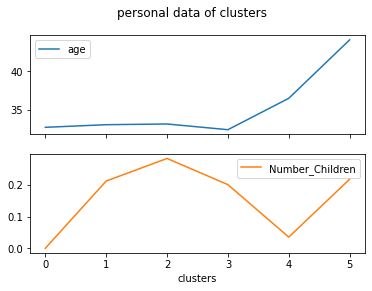 personal data of clusters
age
40
35
Number_Children
0.2
0.1
0.0
0 1 2 3 4 5
clusters